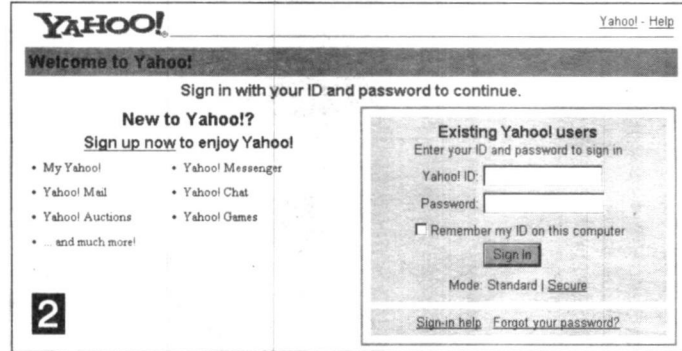 YAHOO!
Yahoo! - Help
Welcome to Yahoo!
Sign in with your ID and password to continue.
New to Yahoo!?
Sign up now to enjoy Yahoo!
• My Yahoo!
• Yahoo! Messenger
• Yahoo! Mail
• Yahoo! Chat
• Yahoo! Auctions
• Yahoo! Games
• ... and much more!
Existing Yahoo! users
Enter your ID and password to sign in
Yahoo! ID:
Password:
Remember my ID on this computer
Sign In
Mode: Standard | Secure
Sign-in help Forgot your password?
2